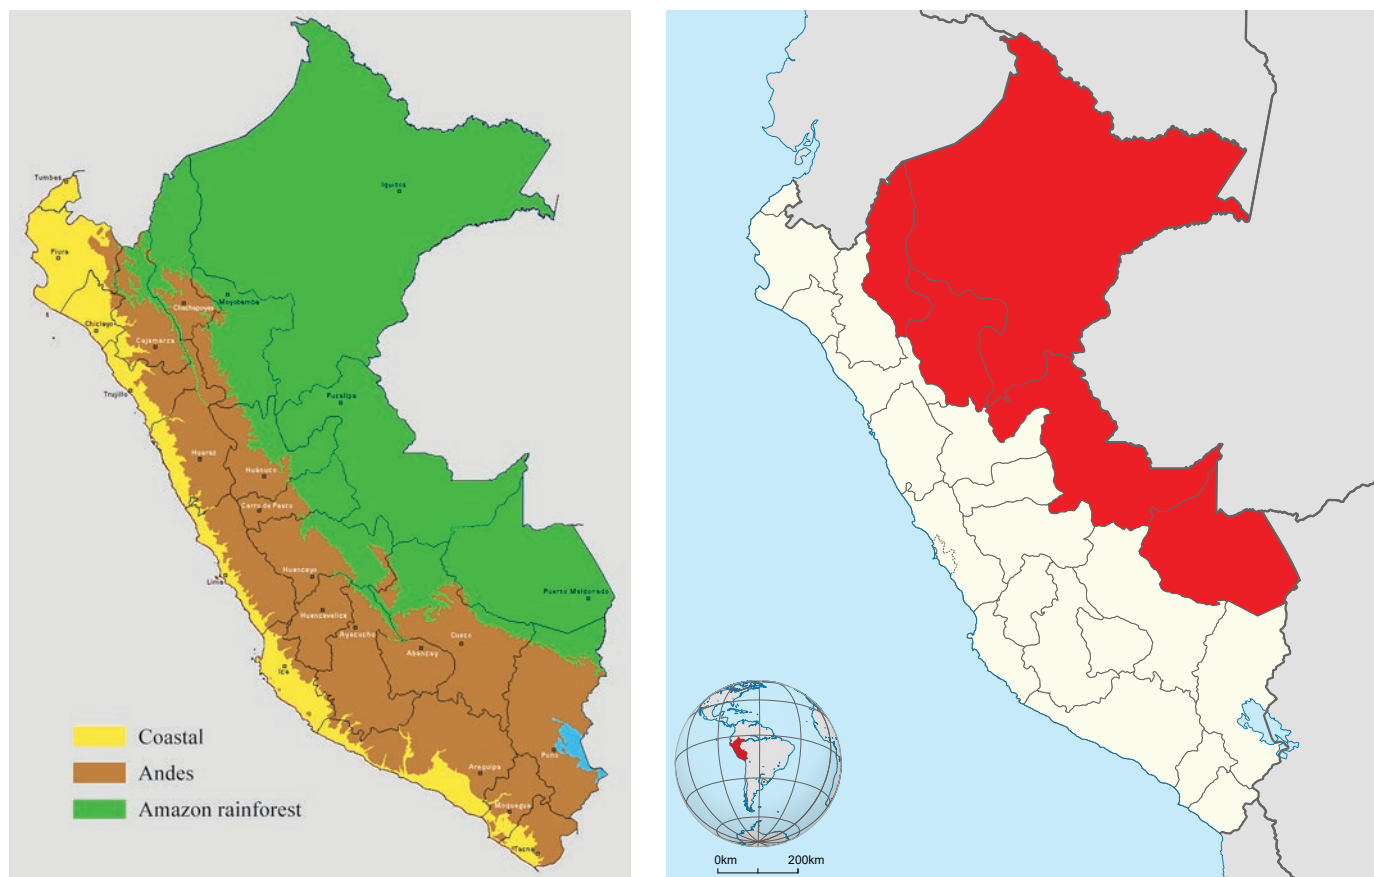 Tumbes
Iquitos
Piura
Moyobamba
Chachapoyas
Chiclayo
Cajamarca
Trujillo
Pucallpa
Huaraz
Huánuco
Cerro de Pasco
Huancayo
Lima
Puerto Maldonado
Huancavelica
Ayacucho
Cusco
Abancay
Ica
Coastal
Puno
Andes
Arequipa
Amazon rainforest
Moquegua
Tacna
0km 200km